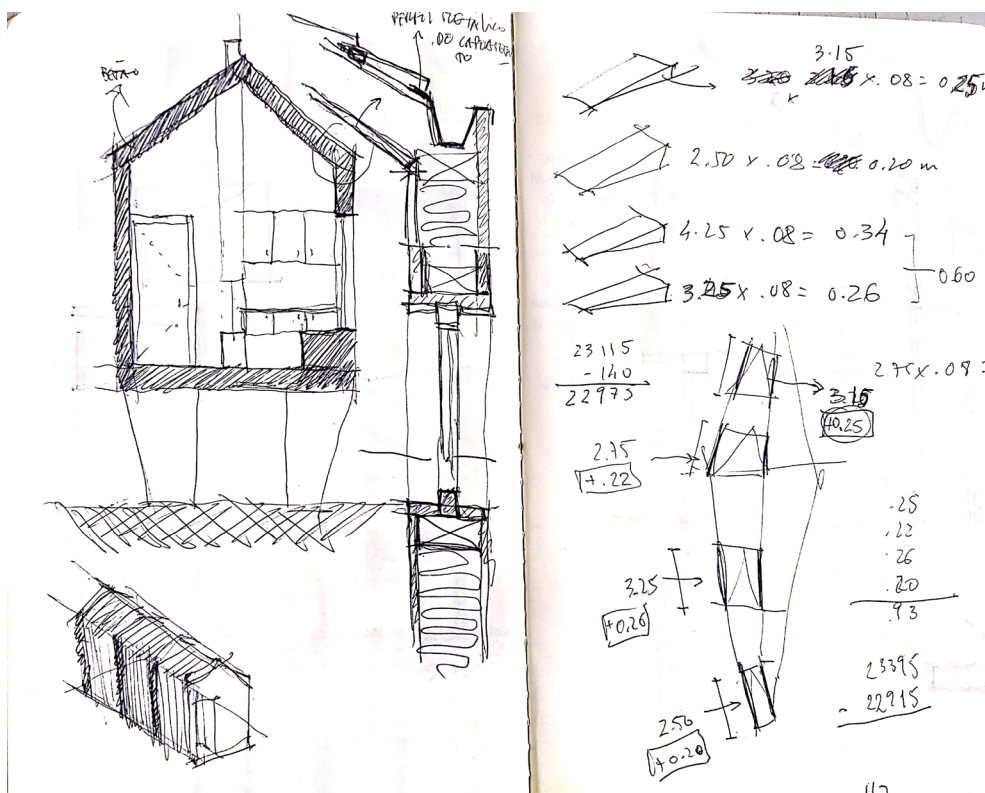 BETÃO
PERFIL METÁLICO
DE CAPEAMEN
TO
3.15
x .08 = 0.25
2.50 x .08 = 0.20 m
4.25 x .08 = 0.34
0.60
3.25 x .08 = 0.26
23115
- 140
22975
2.75 x .08 =
3.15
+0.25
2.75
+.22
3.25
+0.26
2.50
+0.20
.25
.22
.26
.20
.93
23395
- 22915